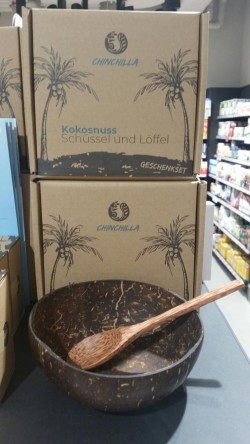 CHINCHILLA
Kokosnuss
Schüssel und Löffel
GESCHENKSET
CHINCHILLA